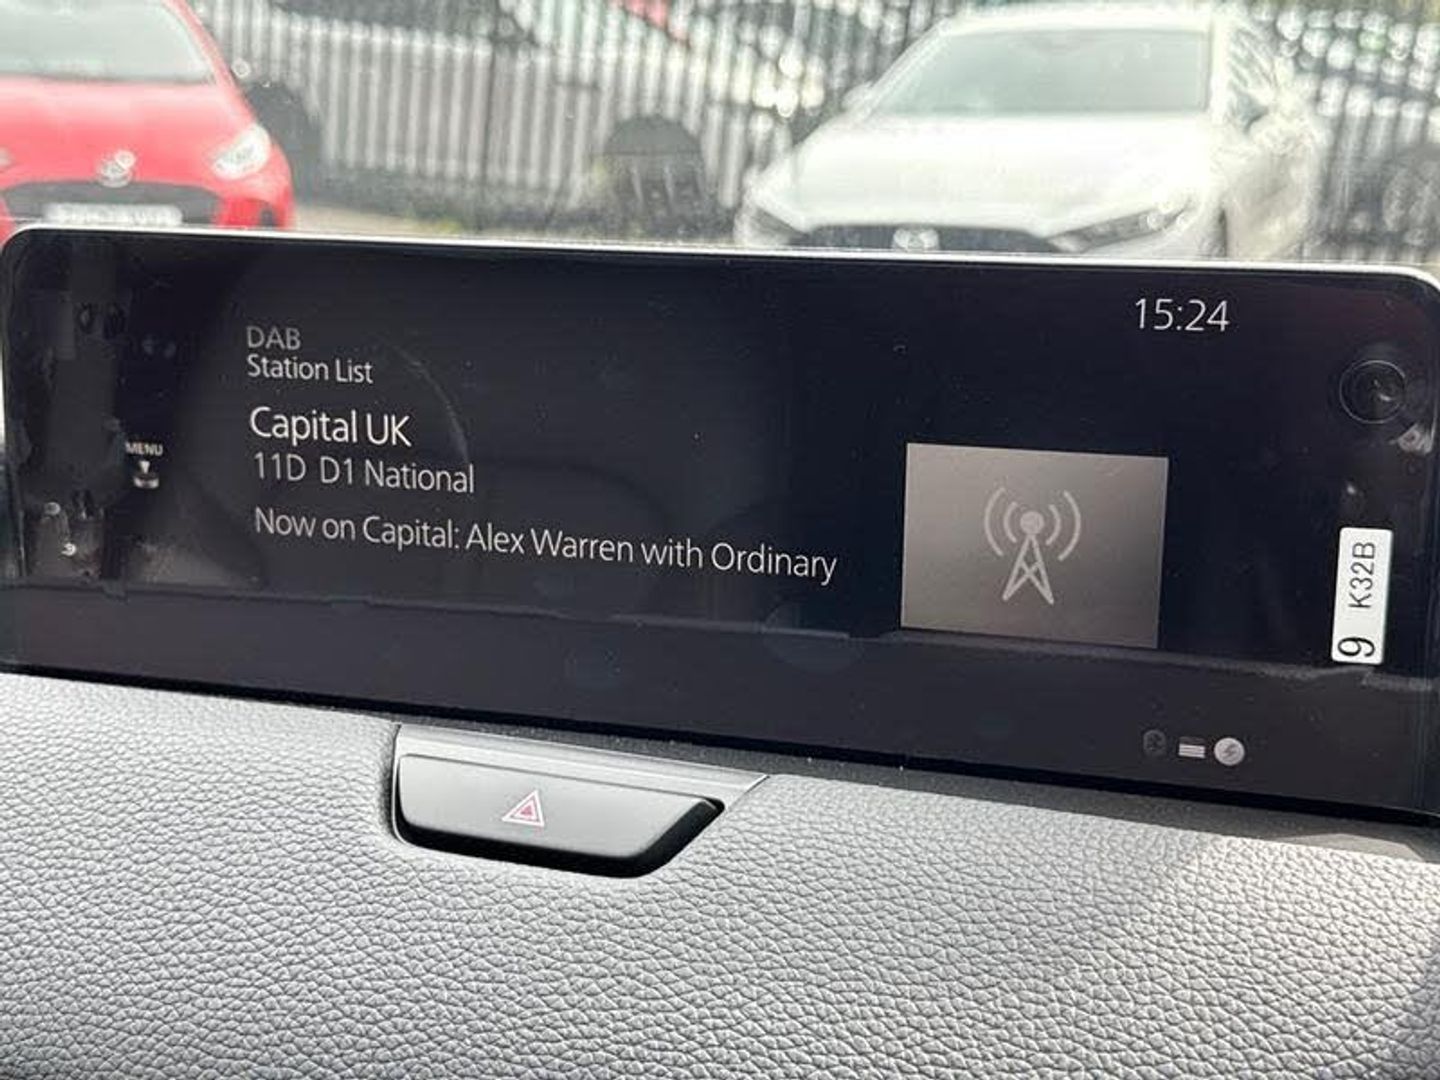 15:24
DAB
Station List
Capital UK
11D D1 National
Now on Capital: Alex Warren with Ordinary
MENU
9 K32B